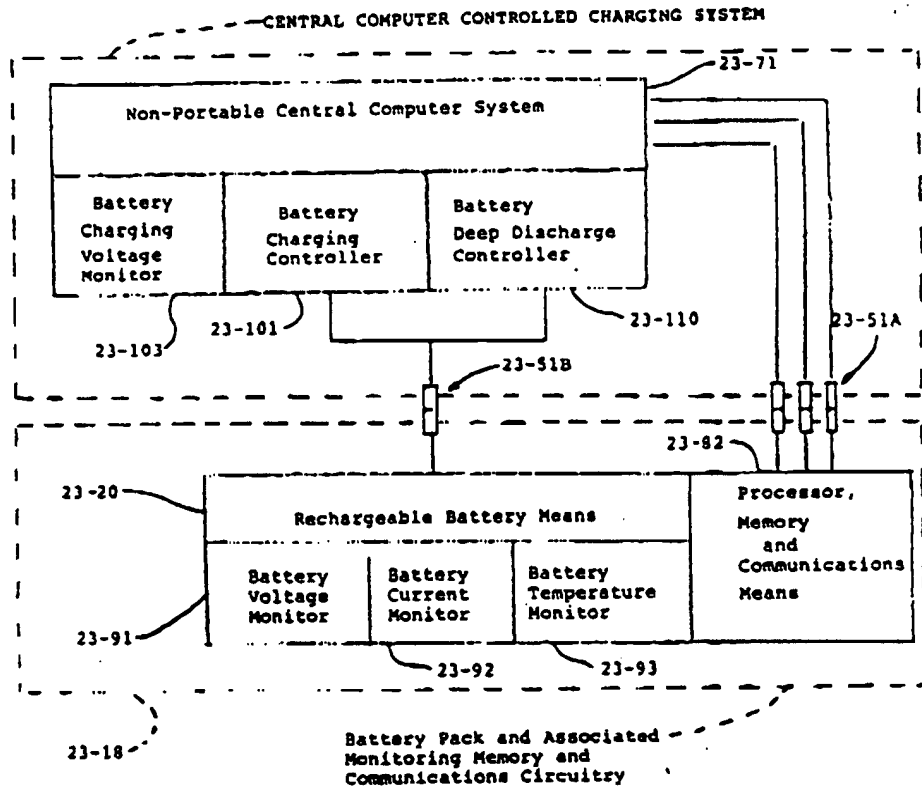 CENTRAL COMPUTER CONTROLLED CHARGING SYSTEM
23-71
Non-Portable Central Computer System
Battery
Charging
Voltage
Monitor
Battery
Charging
Controller
Battery
Deep Discharge
Controller
23-103
23-101
23-110
23-51A
23-51B
23-82
23-20
Rechargeable Battery Means
Processor,
Memory
and
Communications
Means
Battery
Voltage
Monitor
Battery
Current
Monitor
Battery
Temperature
Monitor
23-91
23-92
23-93
23-18
Battery Pack and Associated
Monitoring Memory and
Communications Circuitry